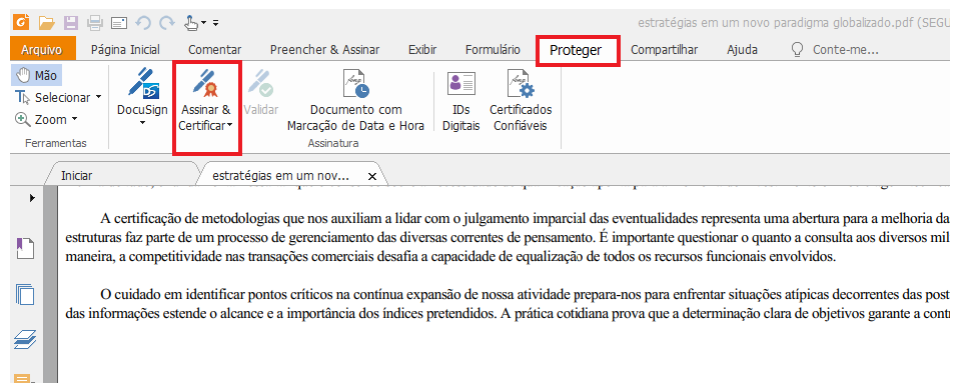 estratégias em um novo paradigma globalizado.pdf (SEGU
Arquivo Página Inicial Comentar Preencher & Assinar Exibir Formulário Proteger Compartilhar Ajuda Conte-me...
Mão
Selecionar
Zoom
Ferramentas
DocuSign
Assinar &
Certificar
Validar
Documento com
Marcação de Data e Hora
IDs
Digitais
Certificados
Confiáveis
Assinatura
Iniciar
estratégias em um nov... x
A certificação de metodologias que nos auxiliam a lidar com o julgamento imparcial das eventualidades representa uma abertura para a melhoria da
estruturas faz parte de um processo de gerenciamento das diversas correntes de pensamento. É importante questionar o quanto a consulta aos diversos mil
maneira, a competitividade nas transações comerciais desafia a capacidade de equalização de todos os recursos funcionais envolvidos.
O cuidado em identificar pontos críticos na contínua expansão de nossa atividade prepara-nos para enfrentar situações atípicas decorrentes das post
das informações estende o alcance e a importância dos índices pretendidos. A prática cotidiana prova que a determinação clara de objetivos garante a contr